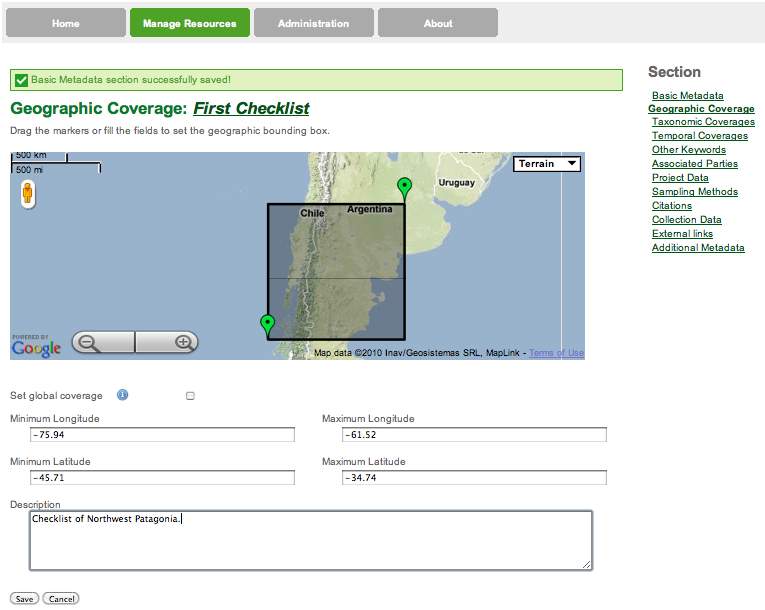 Home Manage Resources Administration About
Basic Metadata section successfully saved!
Geographic Coverage: First Checklist
Drag the markers or fill the fields to set the geographic bounding box.
500 km
500 mi
Terrain
Uruguay
Chile
Argentina
POWERED BY
Google
Map data ©2010 Inav/Geosistemas SRL, MapLink - Terms of Use
Set global coverage
Minimum Longitude Maximum Longitude
-75.94 -61.52
Minimum Latitude Maximum Latitude
-45.71 -34.74
Description
Checklist of Northwest Patagonia.
Save Cancel
Section
Basic Metadata
Geographic Coverage
Taxonomic Coverages
Temporal Coverages
Other Keywords
Associated Parties
Project Data
Sampling Methods
Citations
Collection Data
External links
Additional Metadata